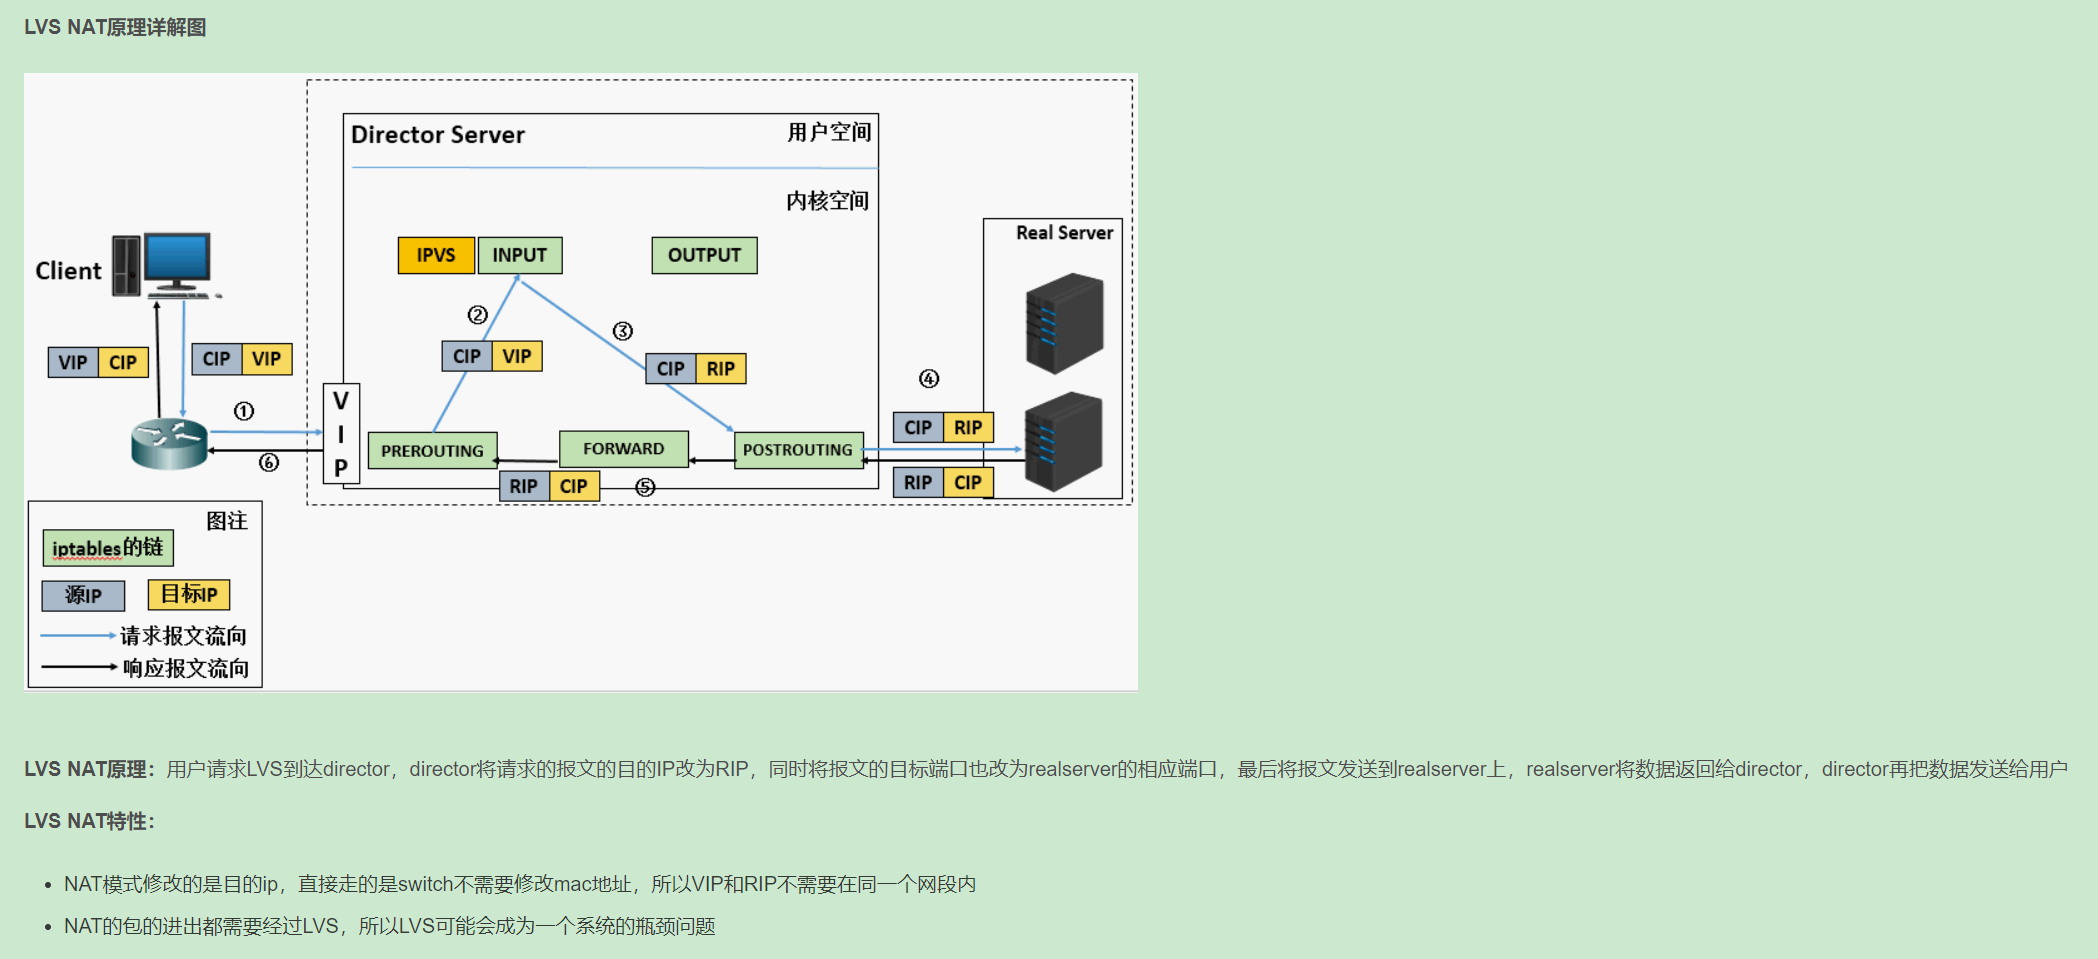 LVS NAT原理详解图
Director Server
用户空间
内核空间
Real Server
IPVS
INPUT
OUTPUT
Client
②
③
VIP CIP
CIP VIP
CIP VIP
CIP RIP
④
①
VIP
PREROUTING
FORWARD
POSTROUTING
CIP RIP
⑥
RIP CIP
⑤
RIP CIP
图注
iptables的链
源IP
目标IP
请求报文流向
响应报文流向
LVS NAT原理：用户请求LVS到达director，director将请求的报文的目的IP改为RIP，同时将报文的目标端口也改为realserver的相应端口，最后将报文发送到realserver上，realserver将数据返回给director，director再把数据发送给用户
LVS NAT特性：
• NAT模式修改的是目的ip，直接走的是switch不需要修改mac地址，所以VIP和RIP不需要在同一个网段内
• NAT的包的进出都需要经过LVS，所以LVS可能会成为一个系统的瓶颈问题